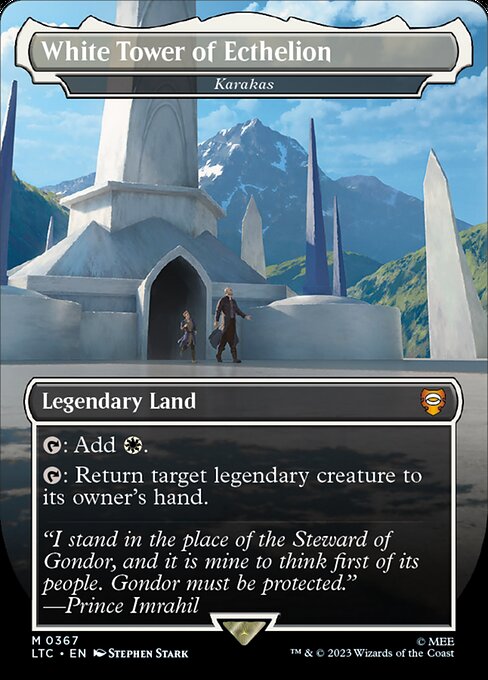 White Tower of Ecthelion
Karakas
Legendary Land
: Add .
: Return target legendary creature to
its owner’s hand.
“I stand in the place of the Steward of
Gondor, and it is mine to think first of its
people. Gondor must be protected.”
—Prince Imrahil
M 0367
LTC • EN Stephen Stark
© MEE
™ & © 2023 Wizards of the Coast